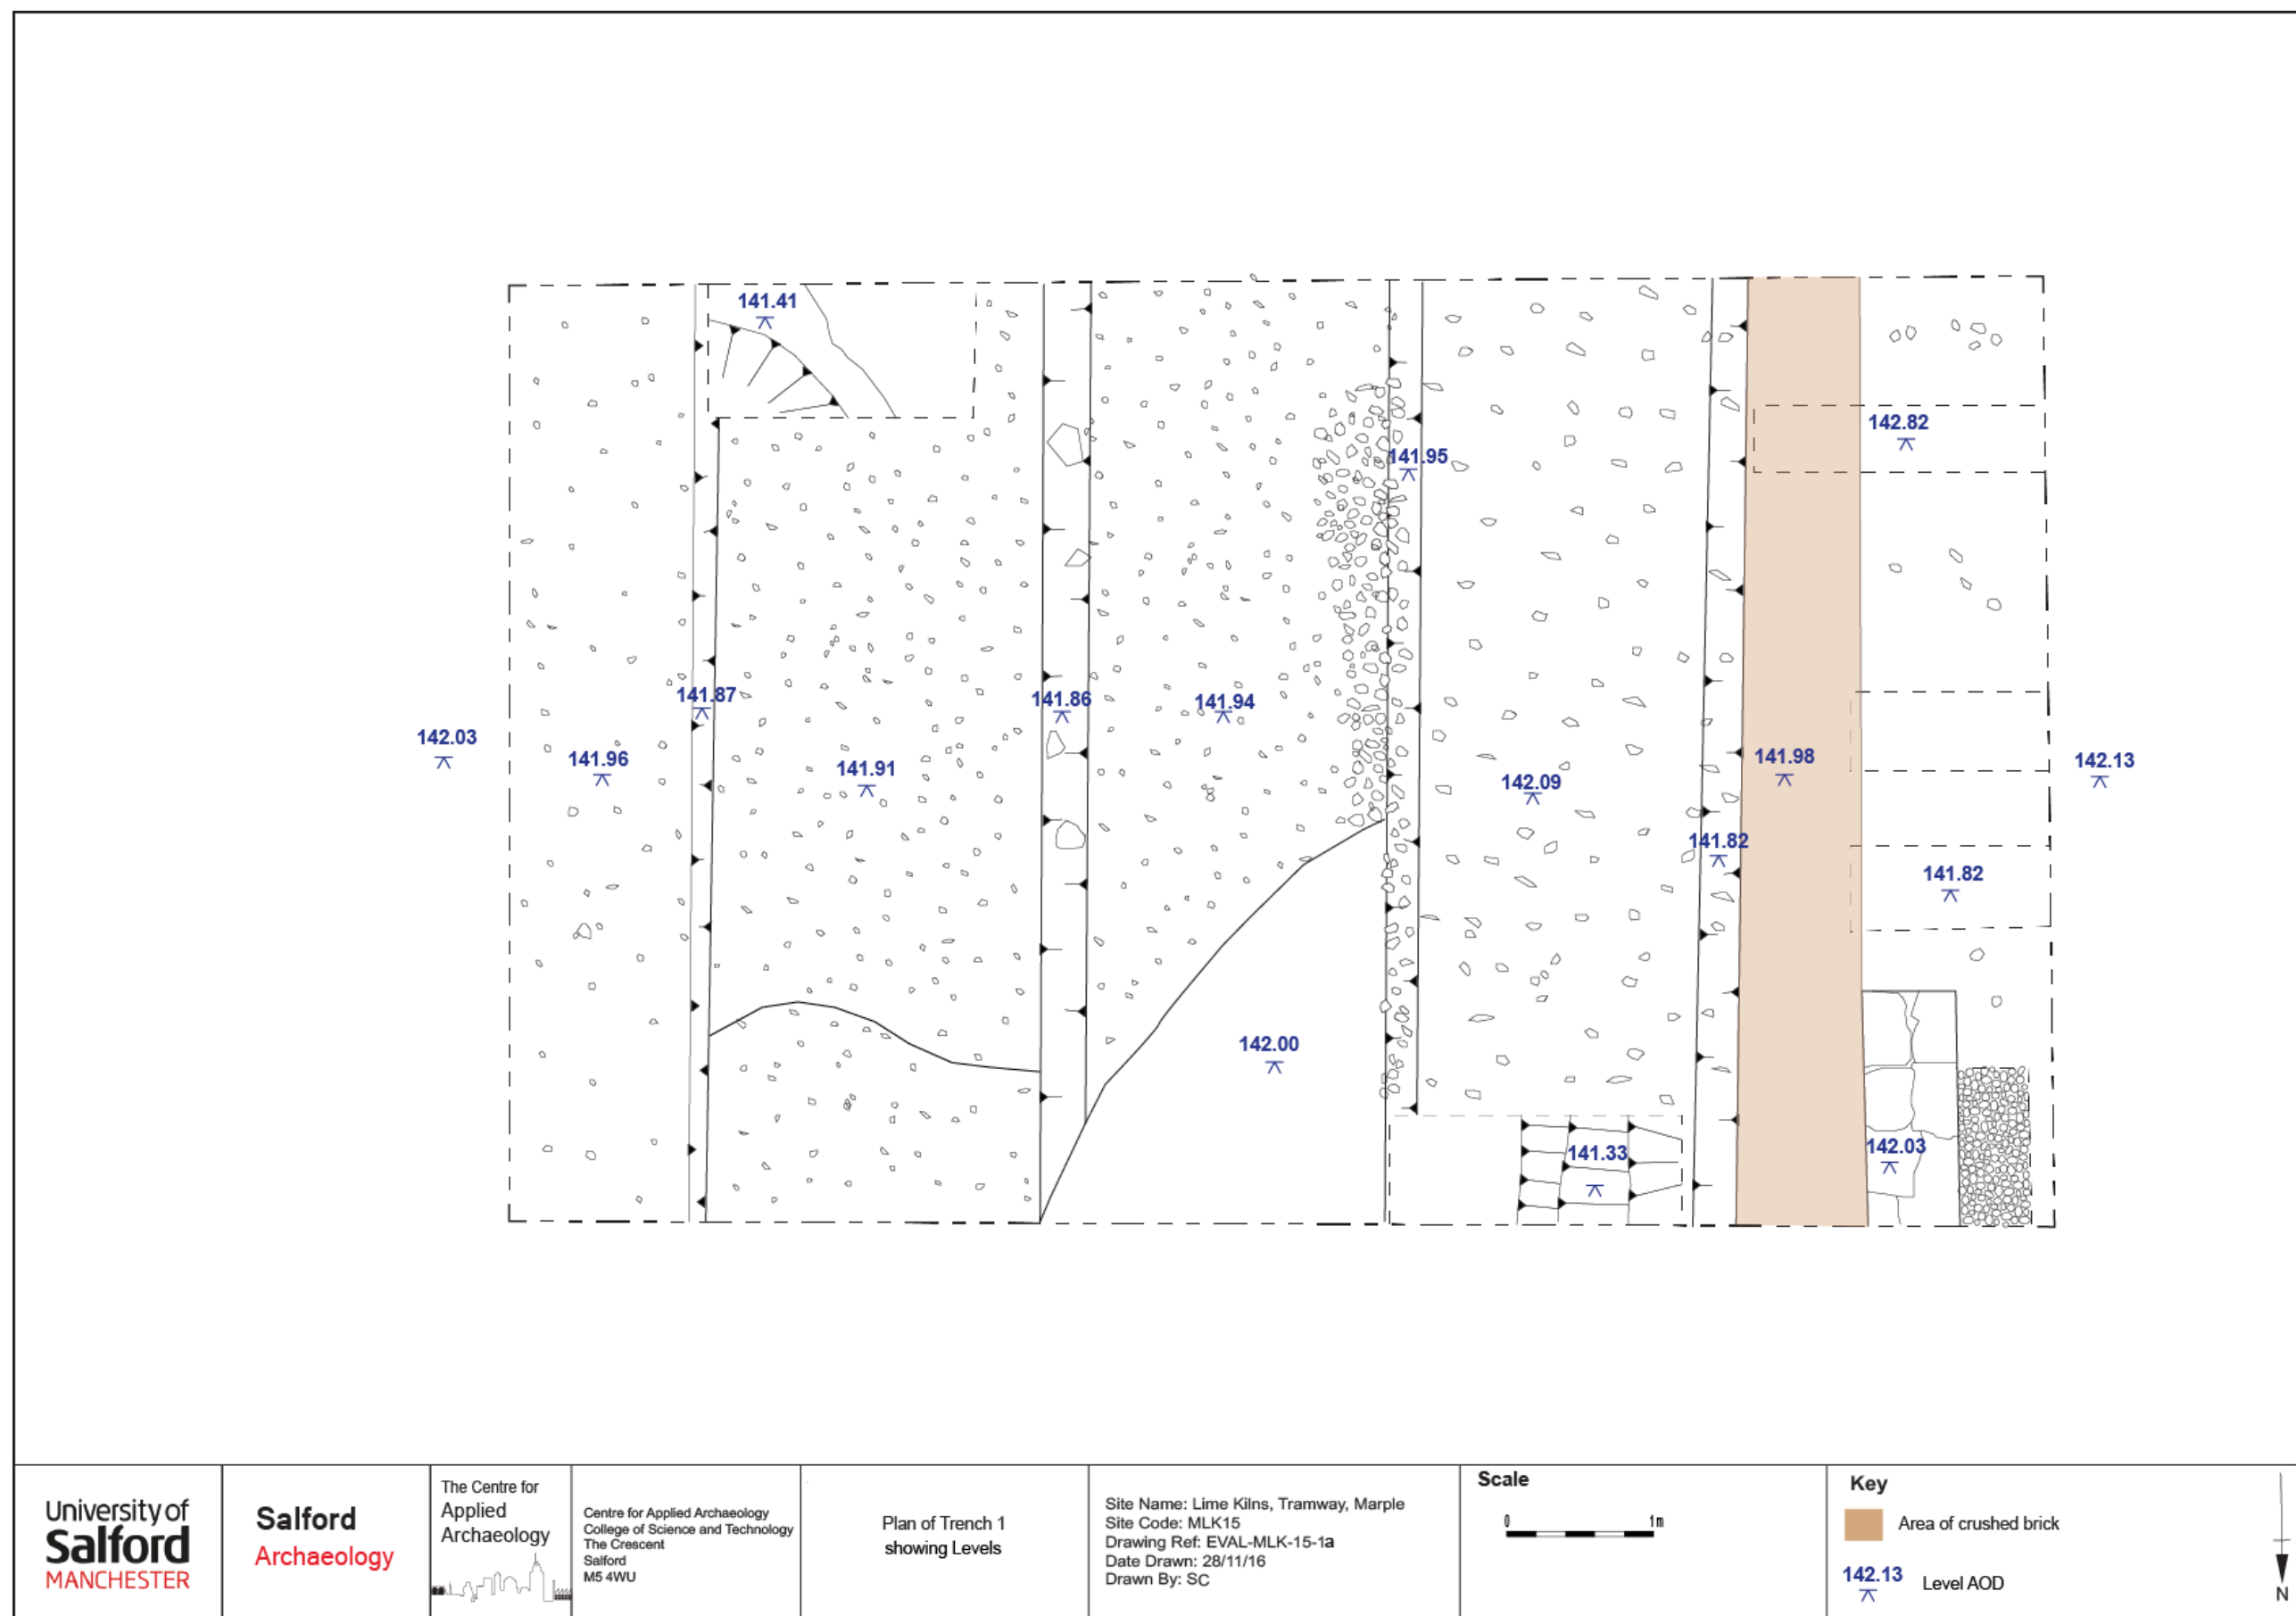 141.41
142.82
141.95
141.87
141.86
141.94
142.03
141.96
141.91
142.09
141.98
142.13
141.82
141.82
142.00
141.33
142.03
University of
Salford
MANCHESTER
Salford
Archaeology
The Centre for
Applied
Archaeology
Centre for Applied Archaeology
College of Science and Technology
The Crescent
Salford
M5 4WU
Plan of Trench 1
showing Levels
Site Name: Lime Kilns, Tramway, Marple
Site Code: MLK15
Drawing Ref: EVAL-MLK-15-1a
Date Drawn: 28/11/16
Drawn By: SC
Scale
0 1m
Key
Area of crushed brick
142.13 Level AOD
N